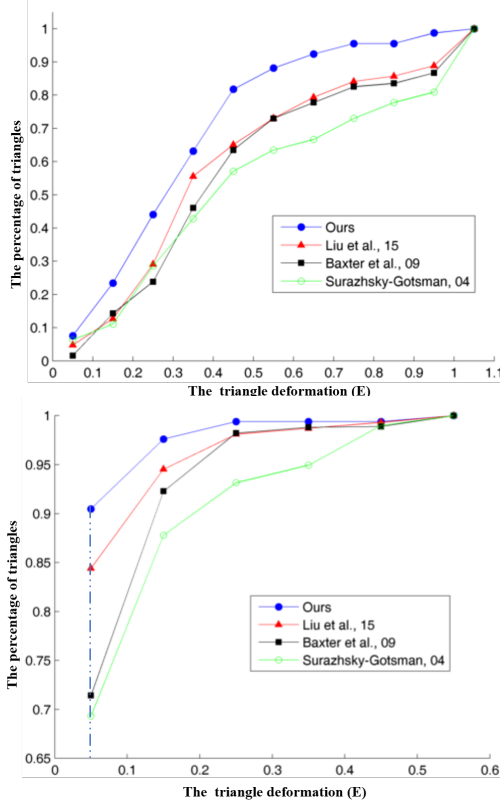 1
0.9
0.8
0.7
0.6
0.5
0.4
0.3
0.2
0.1
0
The percentage of triangles
Ours
Liu et al., 15
Baxter et al., 09
Surazhsky-Gotsman, 04
0 0.1 0.2 0.3 0.4 0.5 0.6 0.7 0.8 0.9 1 1.1
The triangle deformation (E)
1
0.95
0.9
0.85
0.8
0.75
0.7
0.65
The percentage of triangles
Ours
Liu et al., 15
Baxter et al., 09
Surazhsky-Gotsman, 04
0 0.1 0.2 0.3 0.4 0.5 0.6
The triangle deformation (E)